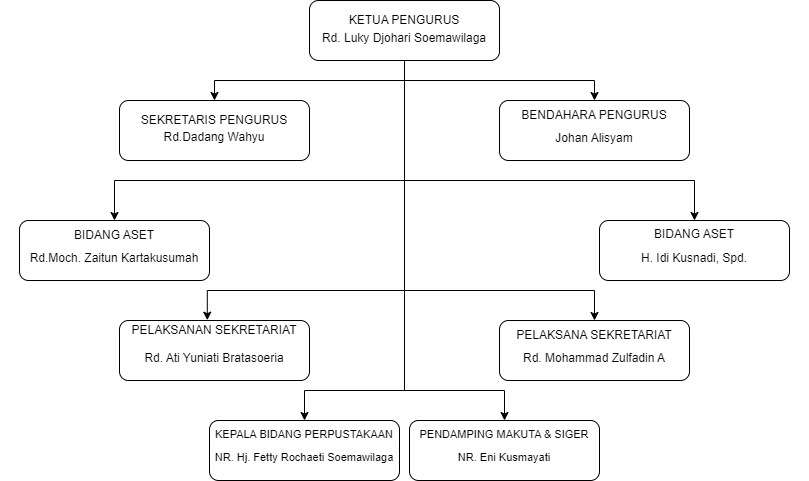 KETUA PENGURUS
Rd. Luky Djohari Soemawilaga
SEKRETARIS PENGURUS
Rd.Dadang Wahyu
BENDAHARA PENGURUS
Johan Alisyam
BIDANG ASET
Rd.Moch. Zaitun Kartakusumah
BIDANG ASET
H. Idi Kusnadi, Spd.
PELAKSANAN SEKRETARIAT
Rd. Ati Yuniati Bratasoeria
PELAKSANA SEKRETARIAT
Rd. Mohammad Zulfadin A
KEPALA BIDANG PERPUSTAKAAN
NR. Hj. Fetty Rochaeti Soemawilaga
PENDAMPING MAKUTA & SIGER
NR. Eni Kusmayati